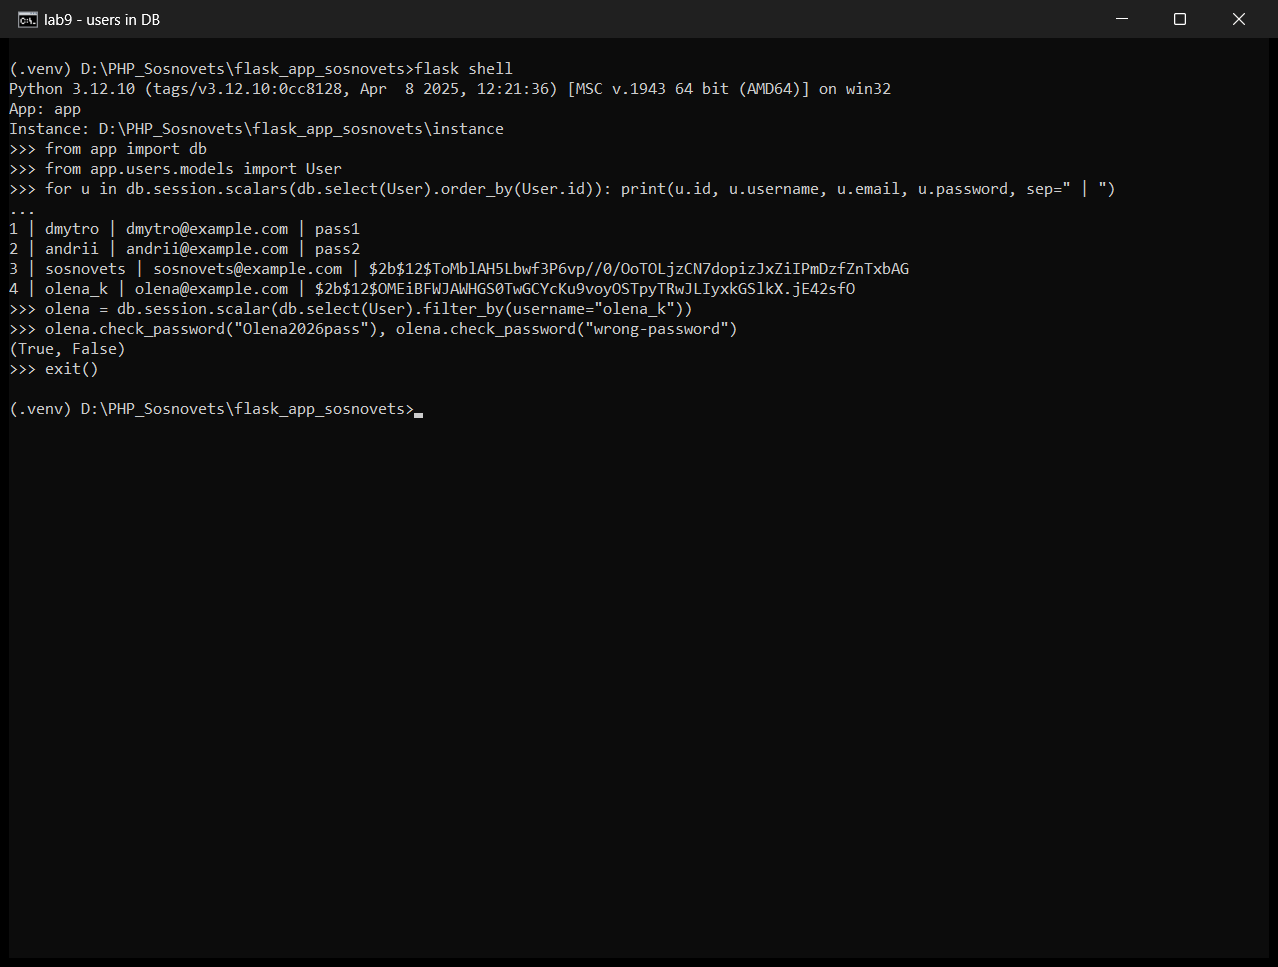 lab9 - users in DB
(.venv) D:\PHP_Sosnovets\flask_app_sosnovets>flask shell
Python 3.12.10 (tags/v3.12.10:0cc8128, Apr  8 2025, 12:21:36) [MSC v.1943 64 bit (AMD64)] on win32
App: app
Instance: D:\PHP_Sosnovets\flask_app_sosnovets\instance
>>> from app import db
>>> from app.users.models import User
>>> for u in db.session.scalars(db.select(User).order_by(User.id)): print(u.id, u.username, u.email, u.password, sep=" | ")
...
1 | dmytro | dmytro@example.com | pass1
2 | andrii | andrii@example.com | pass2
3 | sosnovets | sosnovets@example.com | $2b$12$ToMblAH5Lbwf3P6vp//0/OoTOLjzCN7dopizJxZiIPmDzfZnTxbAG
4 | olena_k | olena@example.com | $2b$12$OMEiBFWJAWHGS0TwGCYcKu9voyOSTpyTRwJLIyxkGSlkX.jE42sfO
>>> olena = db.session.scalar(db.select(User).filter_by(username="olena_k"))
>>> olena.check_password("Olena2026pass"), olena.check_password("wrong-password")
(True, False)
>>> exit()
(.venv) D:\PHP_Sosnovets\flask_app_sosnovets>